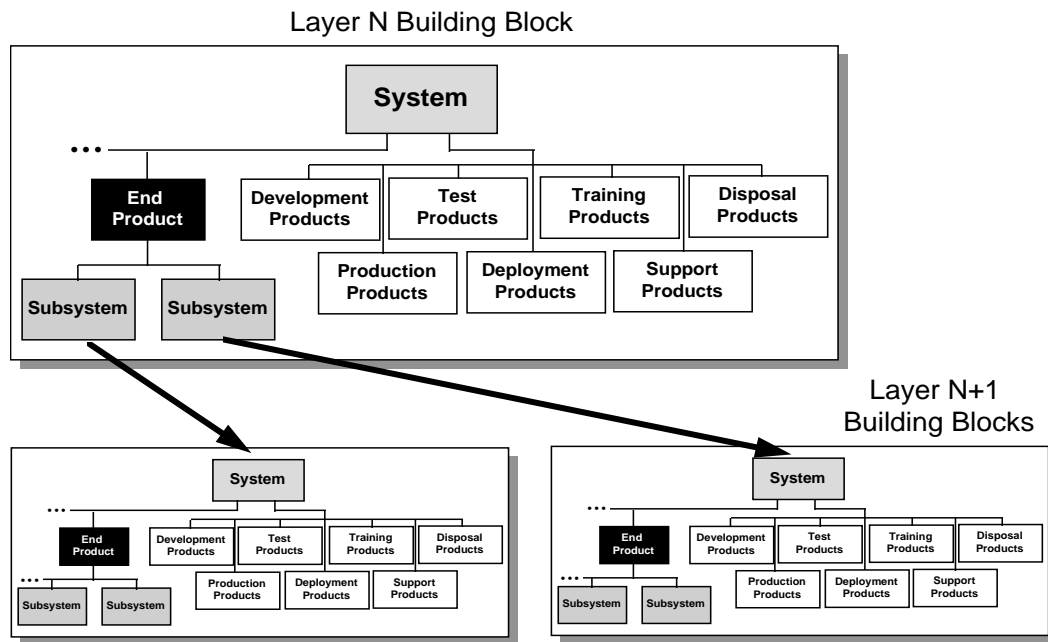 Layer N Building Block
System
...
End
Product
Development
Products
Test
Products
Training
Products
Disposal
Products
Production
Products
Deployment
Products
Support
Products
Subsystem
Subsystem
Layer N+1
Building Blocks
System
...
End
Product
Development
Products
Test
Products
Training
Products
Disposal
Products
...
Subsystem
Subsystem
Production
Products
Deployment
Products
Support
Products
System
...
End
Product
Development
Products
Test
Products
Training
Products
Disposal
Products
...
Subsystem
Subsystem
Production
Products
Deployment
Products
Support
Products